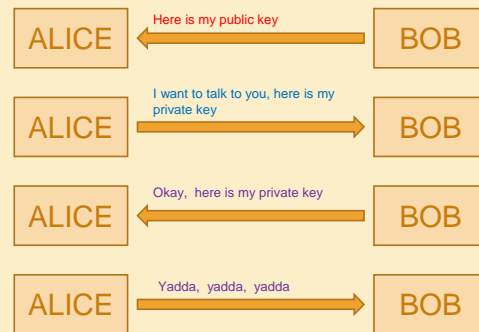 Here is my public key
ALICE
BOB
I want to talk to you, here is my
private key
ALICE
BOB
Okay,  here is my private key
ALICE
BOB
Yadda,  yadda, yadda
ALICE
BOB